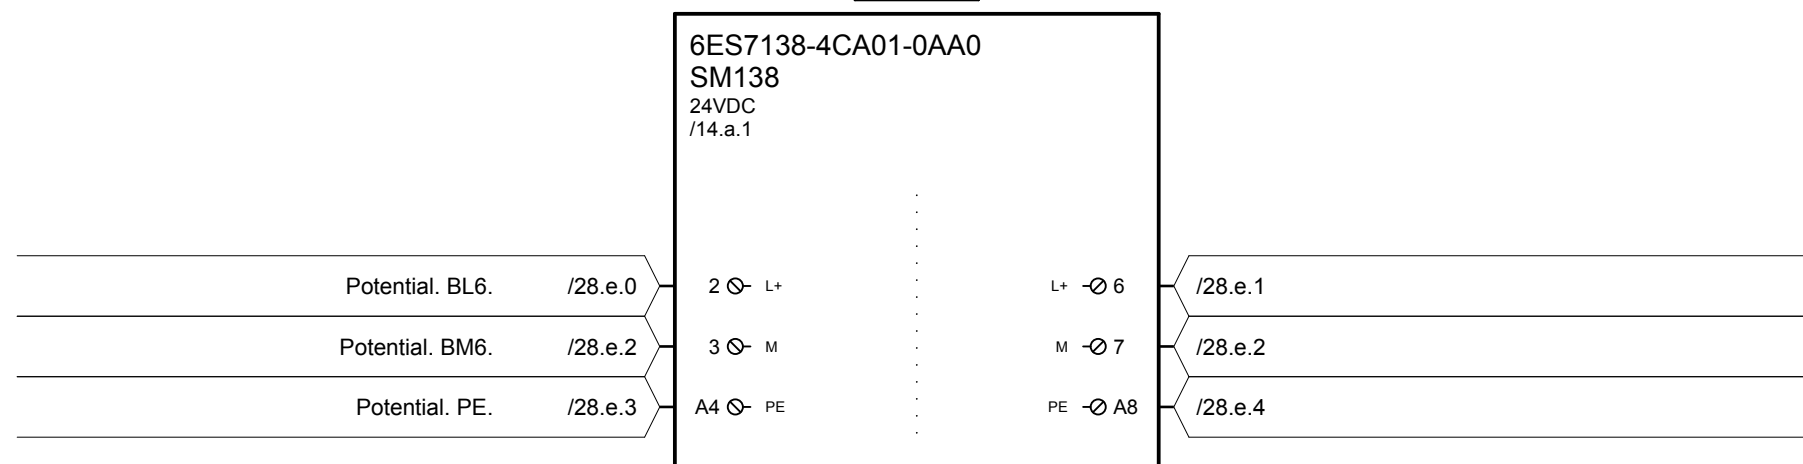 6ES7138-4CA01-0AA0
SM138
24VDC
/14.a.1
Potential. BL6. /28.e.0 2 L+ L+ 6 /28.e.1
Potential. BM6. /28.e.2 3 M M 7 /28.e.2
Potential. PE. /28.e.3 A4 PE PE A8 /28.e.4